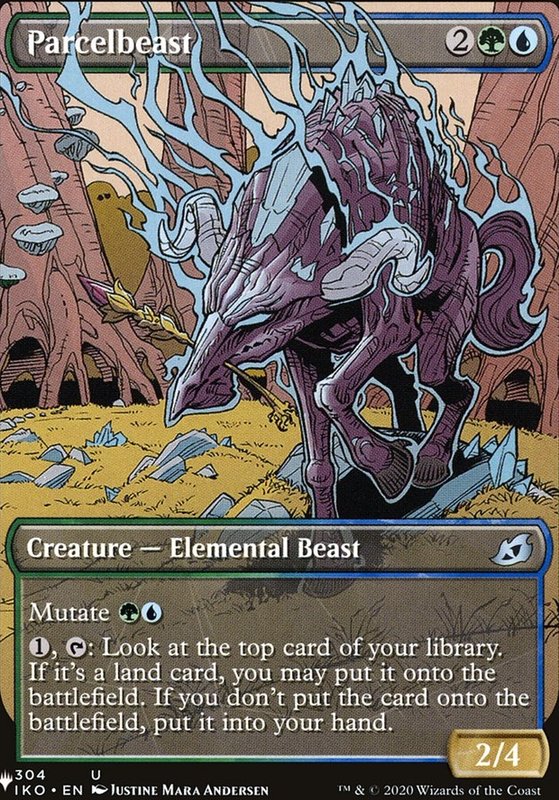 Parcelbeast 2
Creature — Elemental Beast
Mutate
1, : Look at the top card of your library.
If it's a land card, you may put it onto the
battlefield. If you don't put the card onto the
battlefield, put it into your hand.
2/4
304 U
IKO • EN JUSTINE MARA ANDERSEN ™ & © 2020 Wizards of the Coast